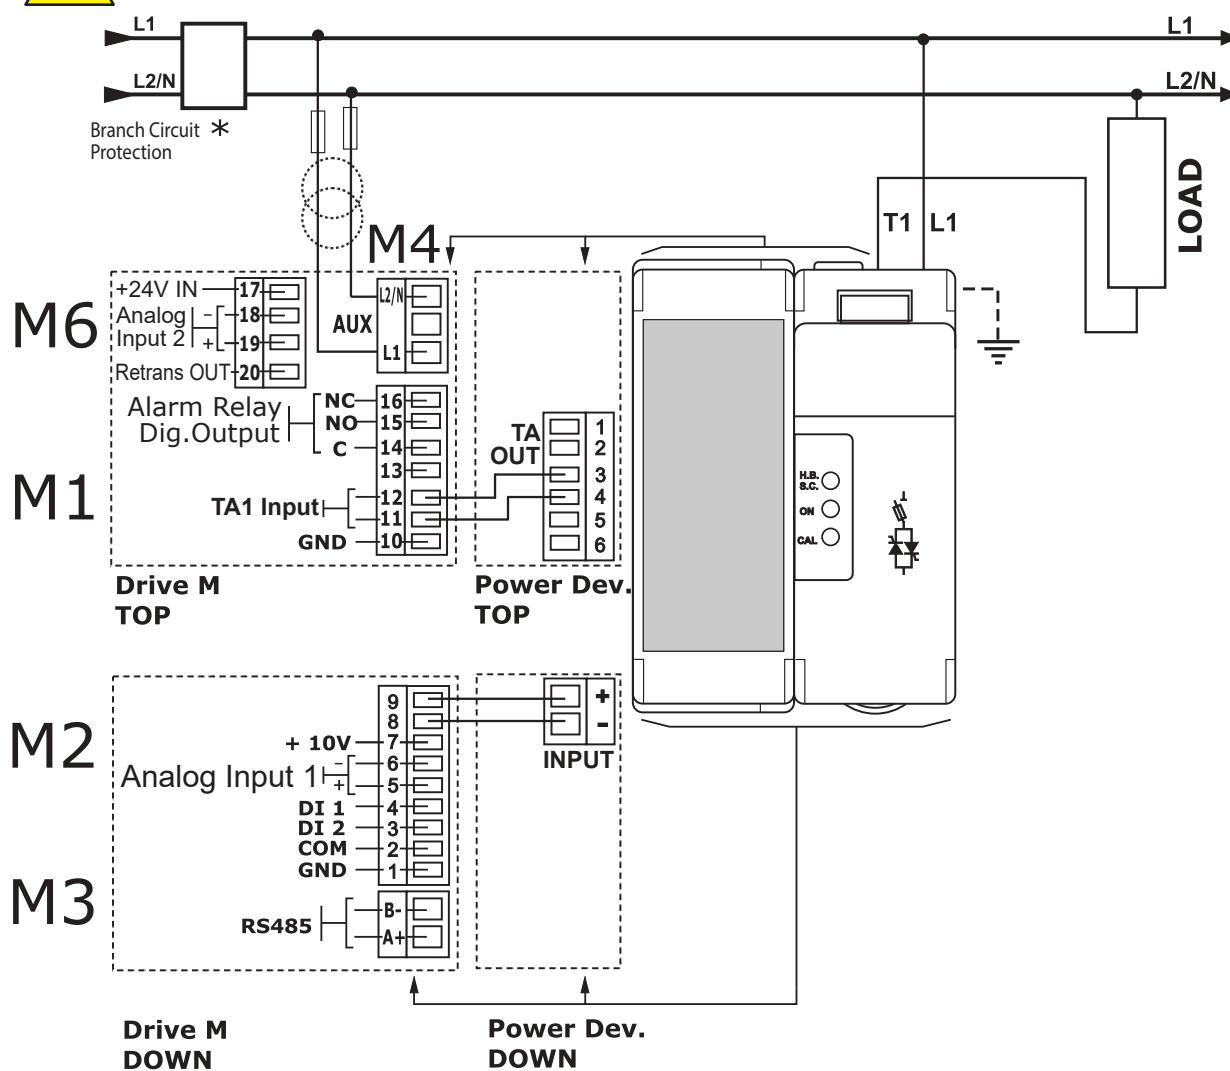 L1
L1
L2/N
L2/N
Branch Circuit *
Protection
LOAD
T1
L1
M4
M6
+24V IN
17
Analog
Input 2
-
18
+
19
Retrans OUT
20
L2/N
AUX
L1
Alarm Relay
Dig.Output
NC
16
NO
15
C
14
13
M1
TA1 Input
12
11
GND
10
TA
OUT
1
2
3
4
5
6
H.B.
S.C.
ON
CAL
Drive M
TOP
Power Dev.
TOP
M2
9
8
+ 10V
7
Analog Input 1
-
6
+
5
DI 1
4
DI 2
3
COM
2
GND
1
+
-
INPUT
M3
RS485
B-
A+
Drive M
DOWN
Power Dev.
DOWN